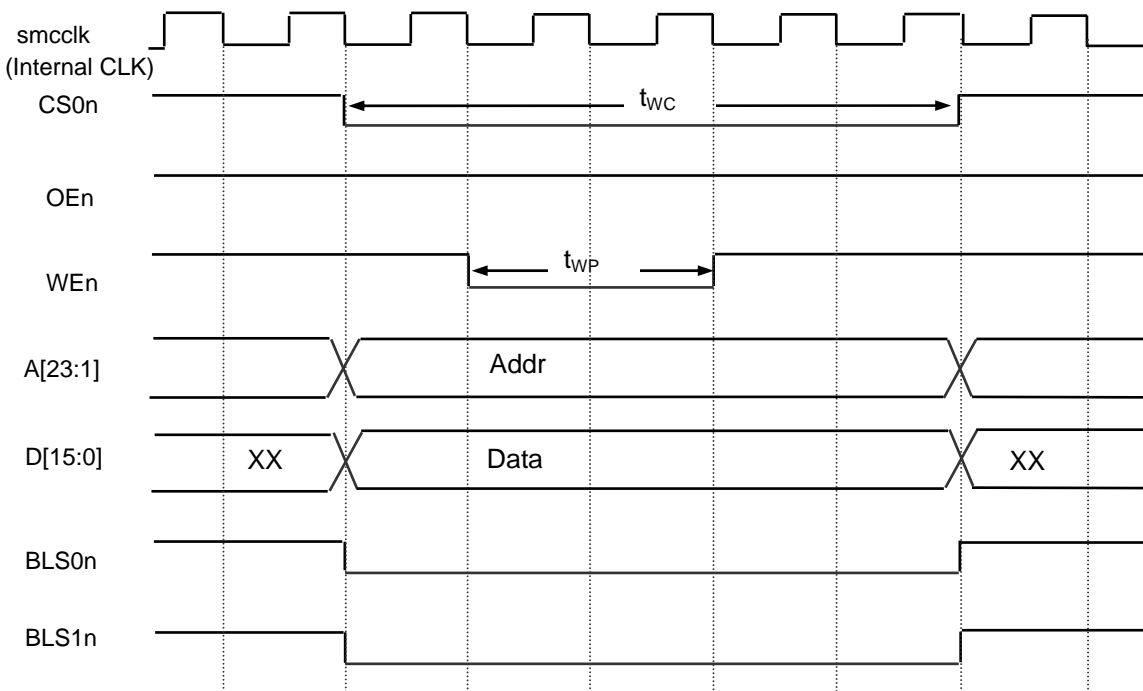 smcclk
(Internal CLK)
CS0n
tWC
OEn
WEn
tWP
A[23:1]
Addr
D[15:0]
XX
Data
XX
BLS0n
BLS1n